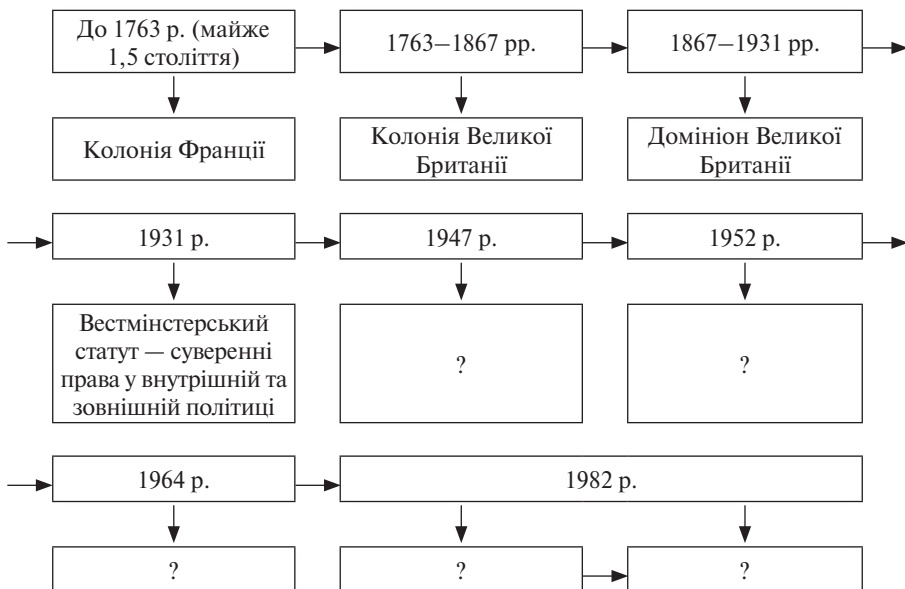 До 1763 р. (майже
1,5 століття)
1763–1867 рр.
1867–1931 рр.
Колонія Франції
Колонія Великої
Британії
Домініон Великої
Британії
1931 р.
1947 р.
1952 р.
Вестмінстерський
статут — суверенні
права у внутрішній та
зовнішній політиці
?
?
1964 р.
1982 р.
?
?
?